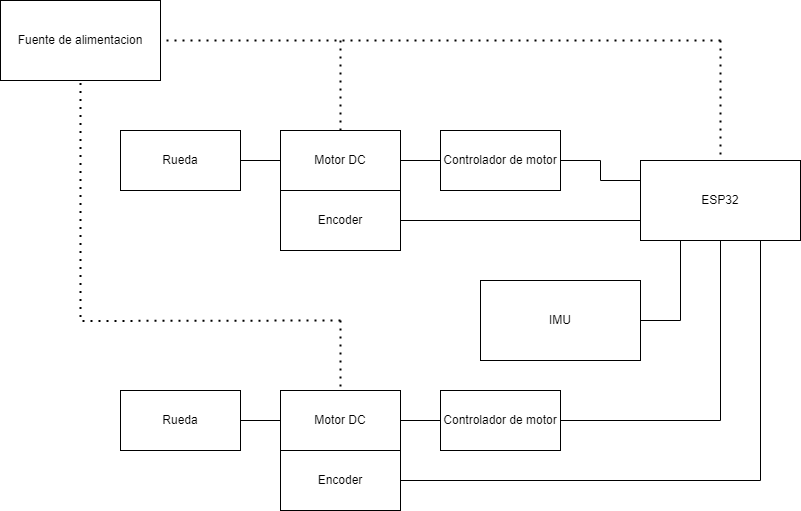 Fuente de alimentacion
Rueda
Motor DC
Controlador de motor
ESP32
Encoder
IMU
Rueda
Motor DC
Controlador de motor
Encoder